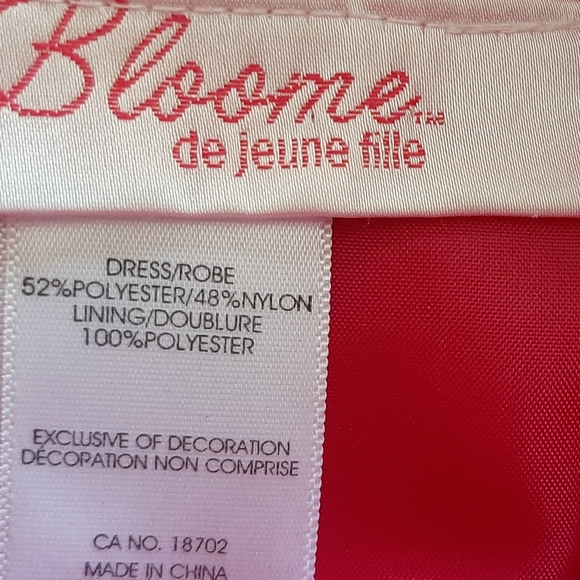 Bloome™
de jeune fille
DRESS/ROBE
52%POLYESTER/48%NYLON
LINING/DOUBLURE
100%POLYESTER
EXCLUSIVE OF DECORATION
DÉCORATION NON COMPRISE
CA NO. 18702
MADE IN CHINA